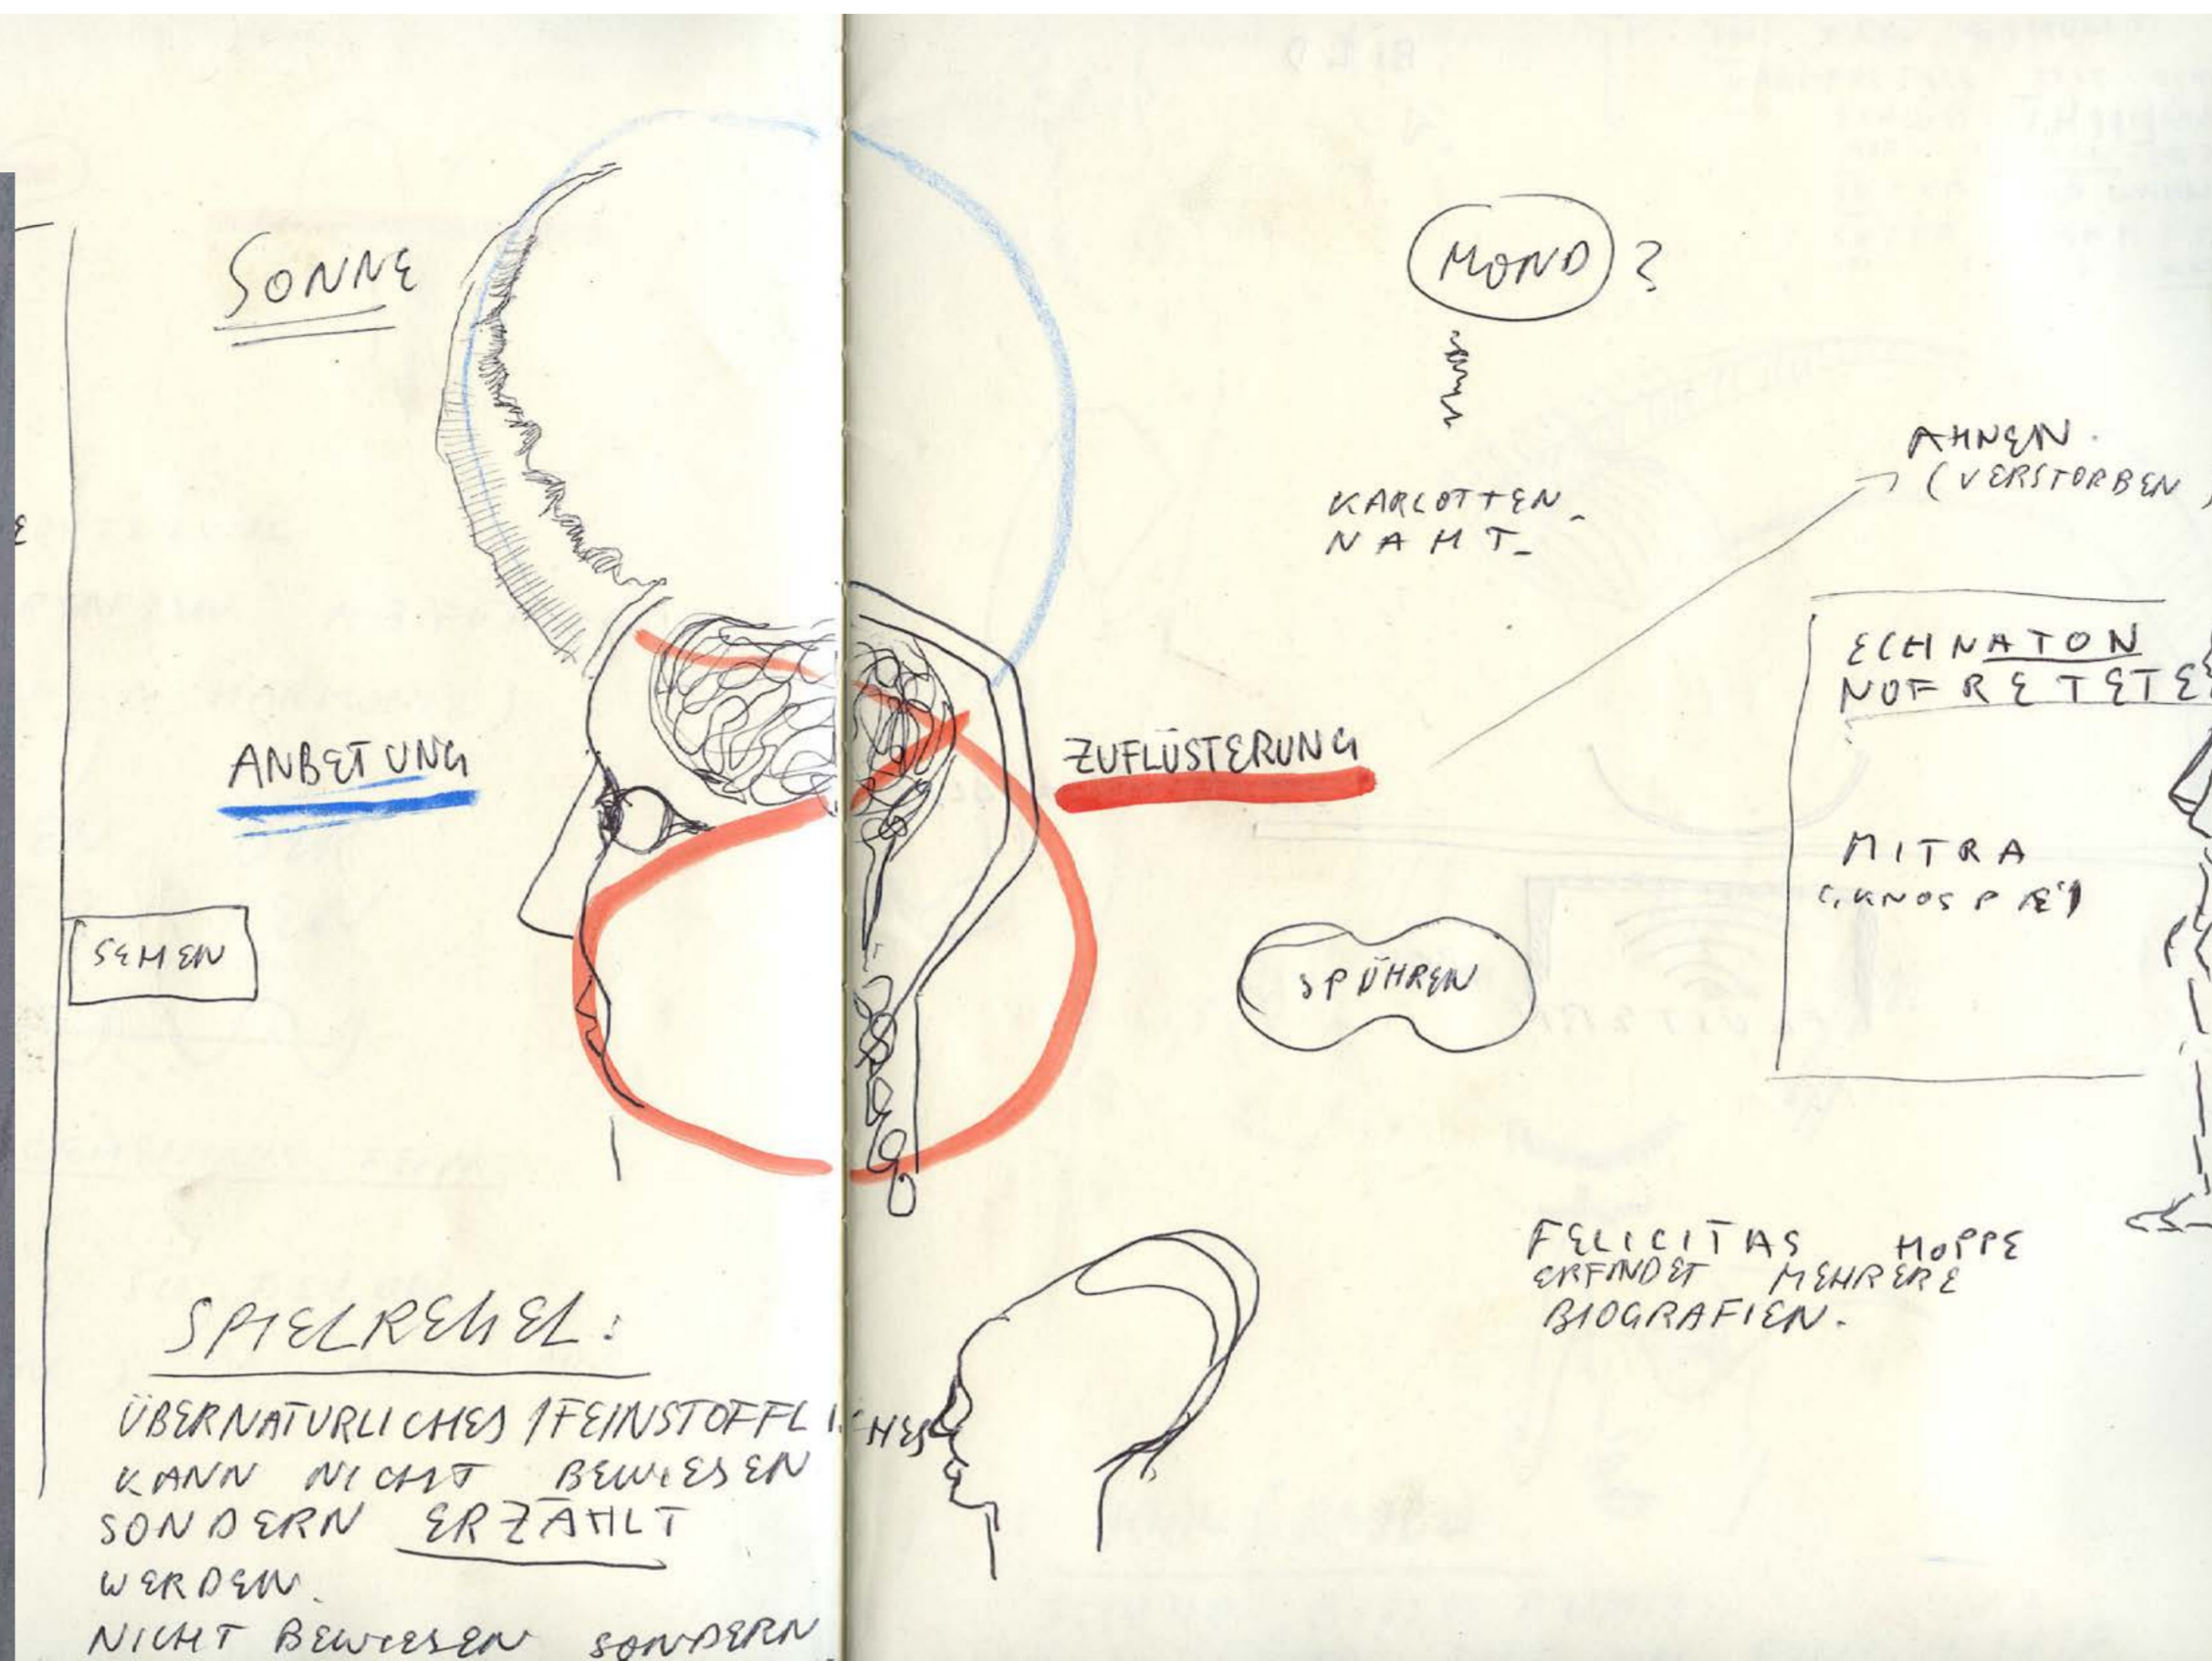 SONNE
ANBETUNG
SEHEN
SPIELREGEL:
ÜBERNATURLICHES / FEINSTOFFLICHES
KANN NICHT BEWIESEN
SONDERN ERZÄHLT
WERDEN.
NICHT BEWIESEN SONDERN
MOND?
KARLOTTEN-
NAHT-
AHNEN.
(VERSTORBEN)
ZUFLÜSTERUNG
ECHNATON
NOFRETETE
MITRA
SPÜHREN
FELICITAS HOPPE
ERFINDET MEHRERE
BIOGRAFIEN.